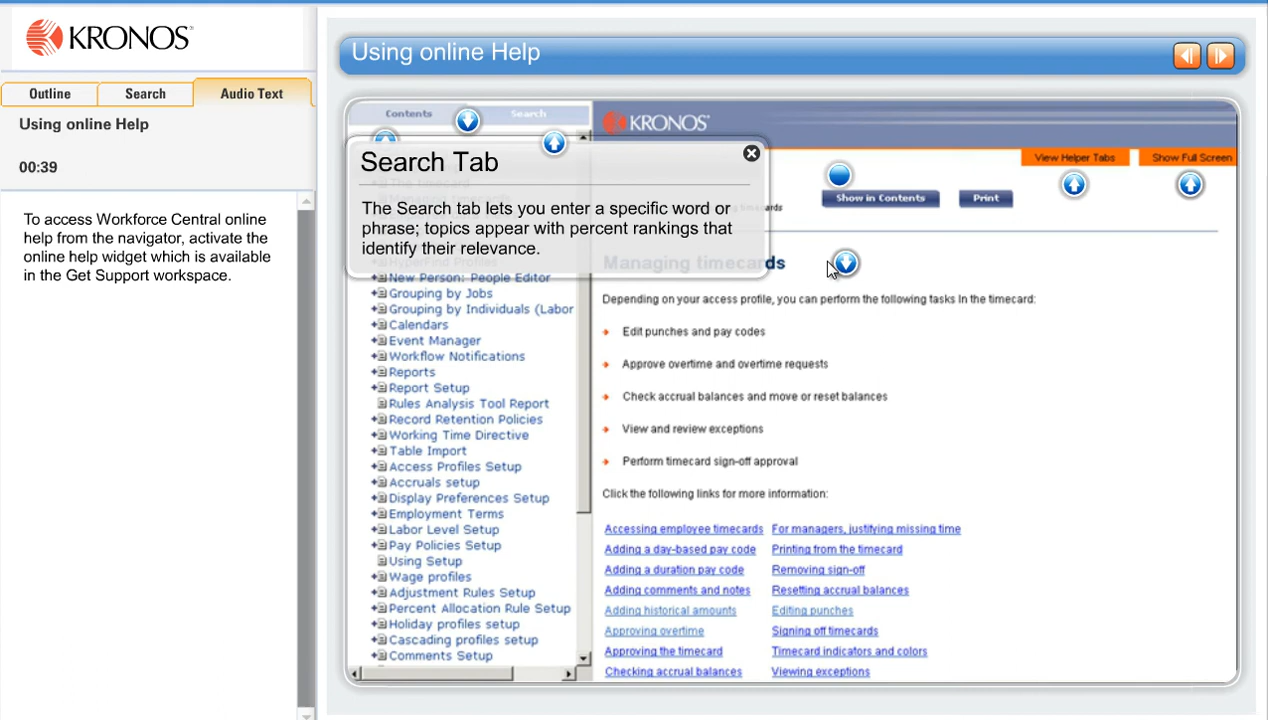 KRONOS
Outline
Search
Audio Text
Using online Help
00:39
To access Workforce Central online
help from the navigator, activate the
online help widget which is available
in the Get Support workspace.
Using online Help
Contents
Search
KRONOS
View Helper Tabs
Show Full Screen
Search Tab
The Search tab lets you enter a specific word or
phrase; topics appear with percent rankings that
identify their relevance.
Show in Contents
Print
HyperFind Profiles
New Person: People Editor
Grouping by Jobs
Grouping by Individuals (Labor
Calendars
Event Manager
Workflow Notifications
Reports
Report Setup
Rules Analysis Tool Report
Record Retention Policies
Working Time Directive
Table Import
Access Profiles Setup
Accruals setup
Display Preferences Setup
Employment Terms
Labor Level Setup
Pay Policies Setup
Using Setup
Wage profiles
Adjustment Rules Setup
Percent Allocation Rule Setup
Holiday profiles setup
Cascading profiles setup
Comments Setup
Managing timecards
Depending on your access profile, you can perform the following tasks In the timecard:
Edit punches and pay codes
Approve overtime and overtime requests
Check accrual balances and move or reset balances
View and review exceptions
Perform timecard sign-off approval
Click the following links for more information:
Accessing employee timecards For managers, justifying missing time
Adding a day-based pay code Printing from the timecard
Adding a duration pay code Removing sign-off
Adding comments and notes Resetting accrual balances
Adding historical amounts Editing punches
Approving overtime Signing off timecards
Approving the timecard Timecard indicators and colors
Checking accrual balances Viewing exceptions